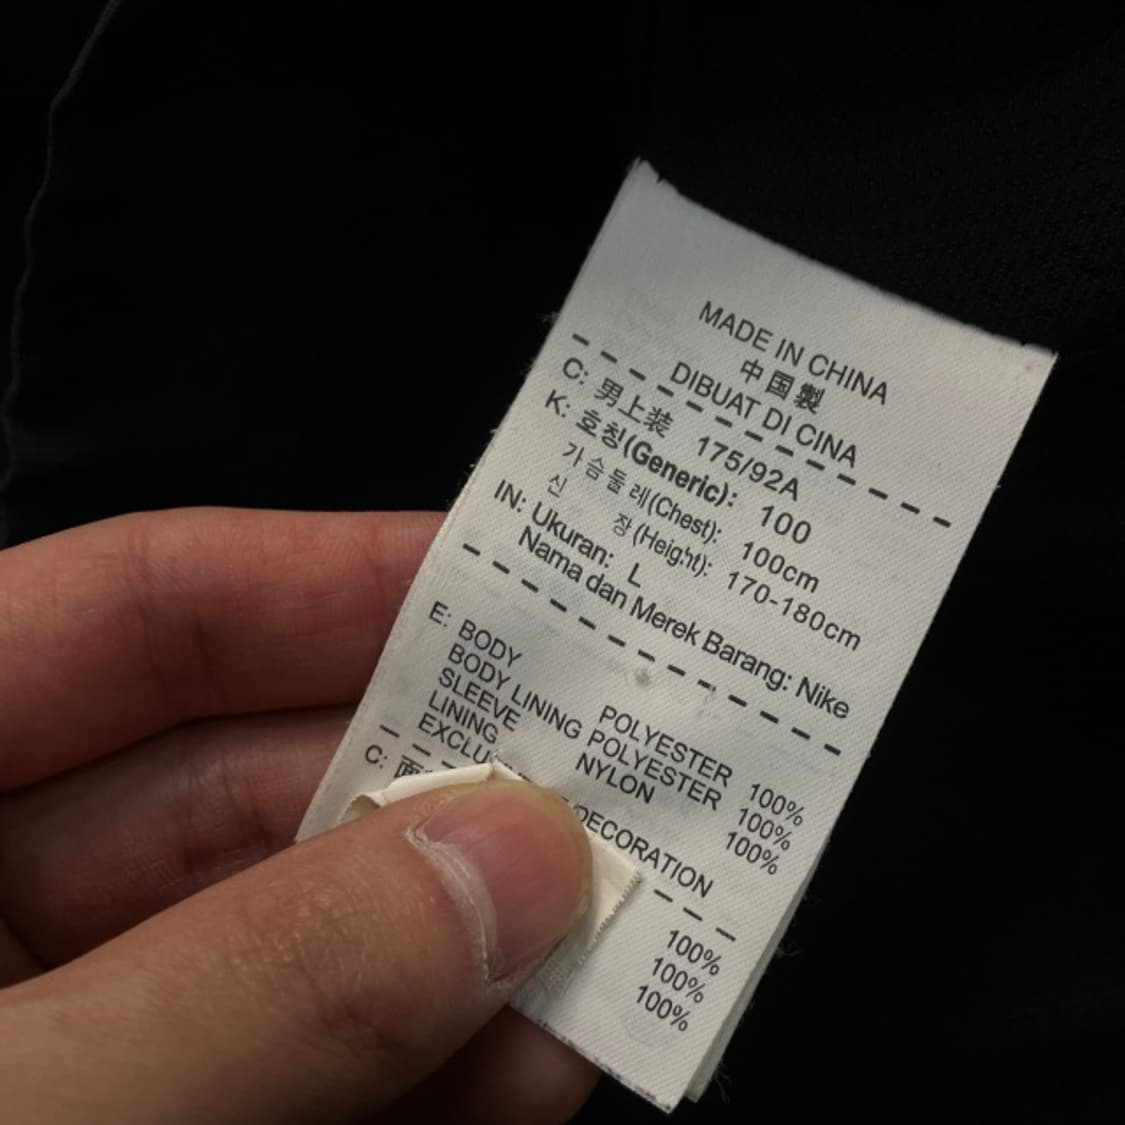 MADE IN CHINA
中国製
DIBUAT DI CINA
C: 男上装 175/92A
K: 호칭(Generic): 100
가슴둘레(Chest): 100cm
신 장(Height): 170-180cm
IN: Ukuran: L
Nama dan Merek Barang: Nike
E: BODY POLYESTER 100%
BODY LINING POLYESTER 100%
SLEEVE LINING NYLON 100%
DECORATION
C: 面
100%
100%
100%